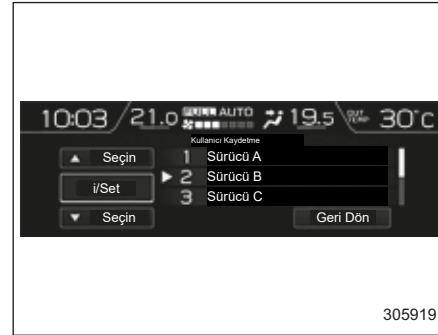 10:03 21.0 FULL AUTO 19.5 OUT TEMP 30°C
Kullanıcı Kaydetme
▲ Seçin 1 Sürücü A
i/Set ▶ 2 Sürücü B
3 Sürücü C
▼ Seçin Geri Dön
305919